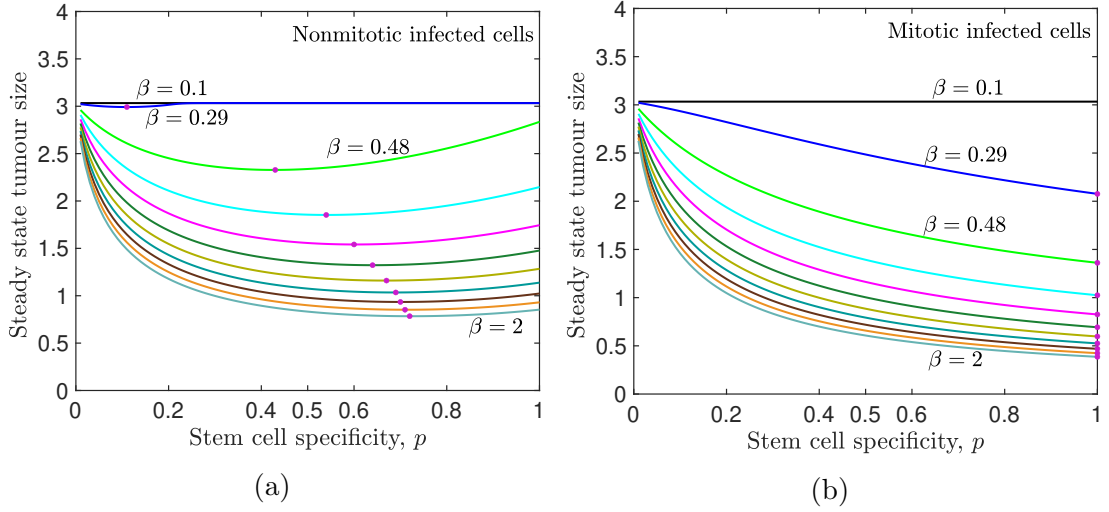 Nonmitotic infected cells
β = 0.1
β = 0.29
β = 0.48
β = 2
Steady state tumour size
4
3.5
3
2.5
2
1.5
1
0.5
0
0 0.2 0.4 0.5 0.6 0.8 1
Stem cell specificity, p
(a)
Mitotic infected cells
β = 0.1
β = 0.29
β = 0.48
β = 2
Steady state tumour size
4
3.5
3
2.5
2
1.5
1
0.5
0
0.2 0.4 0.5 0.6 0.8 1
Stem cell specificity, p
(b)